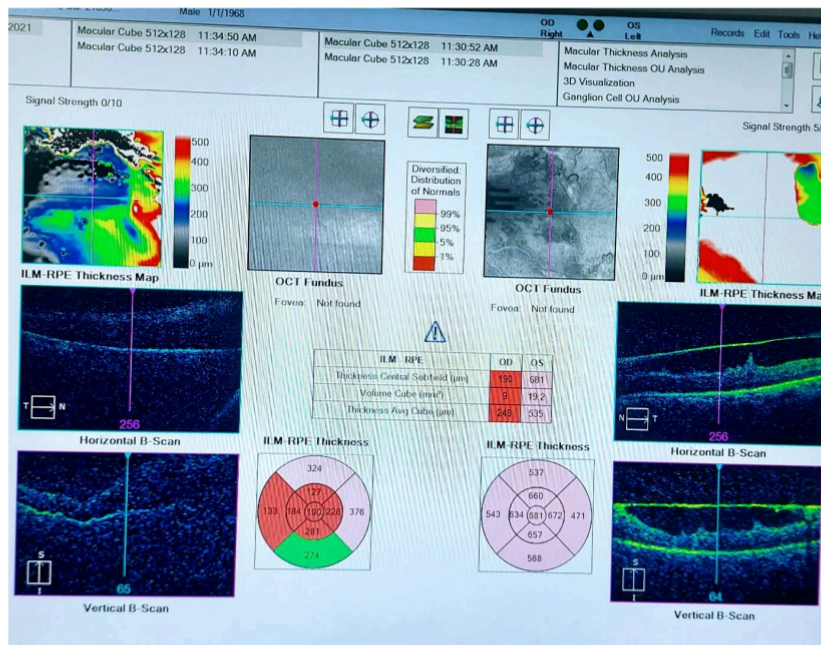 Male 1/1/1968
OD
Right
OS
Left
Records Edit Tools
2021
Macular Cube 512x128 11:34:50 AM
Macular Cube 512x128 11:34:10 AM
Macular Cube 512x128 11:30:52 AM
Macular Cube 512x128 11:30:28 AM
Macular Thickness Analysis
Macular Thickness OU Analysis
3D Visualization
Ganglion Cell OU Analysis
Signal Strength 0/10
Signal Strength
500
400
300
200
100
0 µm
ILM-RPE Thickness Map
OCT Fundus
Fovea: Not found
Diversified:
Distribution
of Normals
99%
95%
5%
1%
OCT Fundus
Fovea: Not found
500
400
300
200
100
0 µm
ILM-RPE Thickness
ILM - RPE OD OS
Thickness Central Subfield (µm) 190 681
Volume Cube (mm³) 9 19.2
Thickness Avg Cube (µm) 249 535
T N
256
Horizontal B-Scan
N T
256
Horizontal B-Scan
ILM-RPE Thickness
324
127
133 184 190 228 376
281
274
ILM-RPE Thickness
537
660
543 634 681 672 471
657
568
S
I
65
Vertical B-Scan
S
I
64
Vertical B-Scan